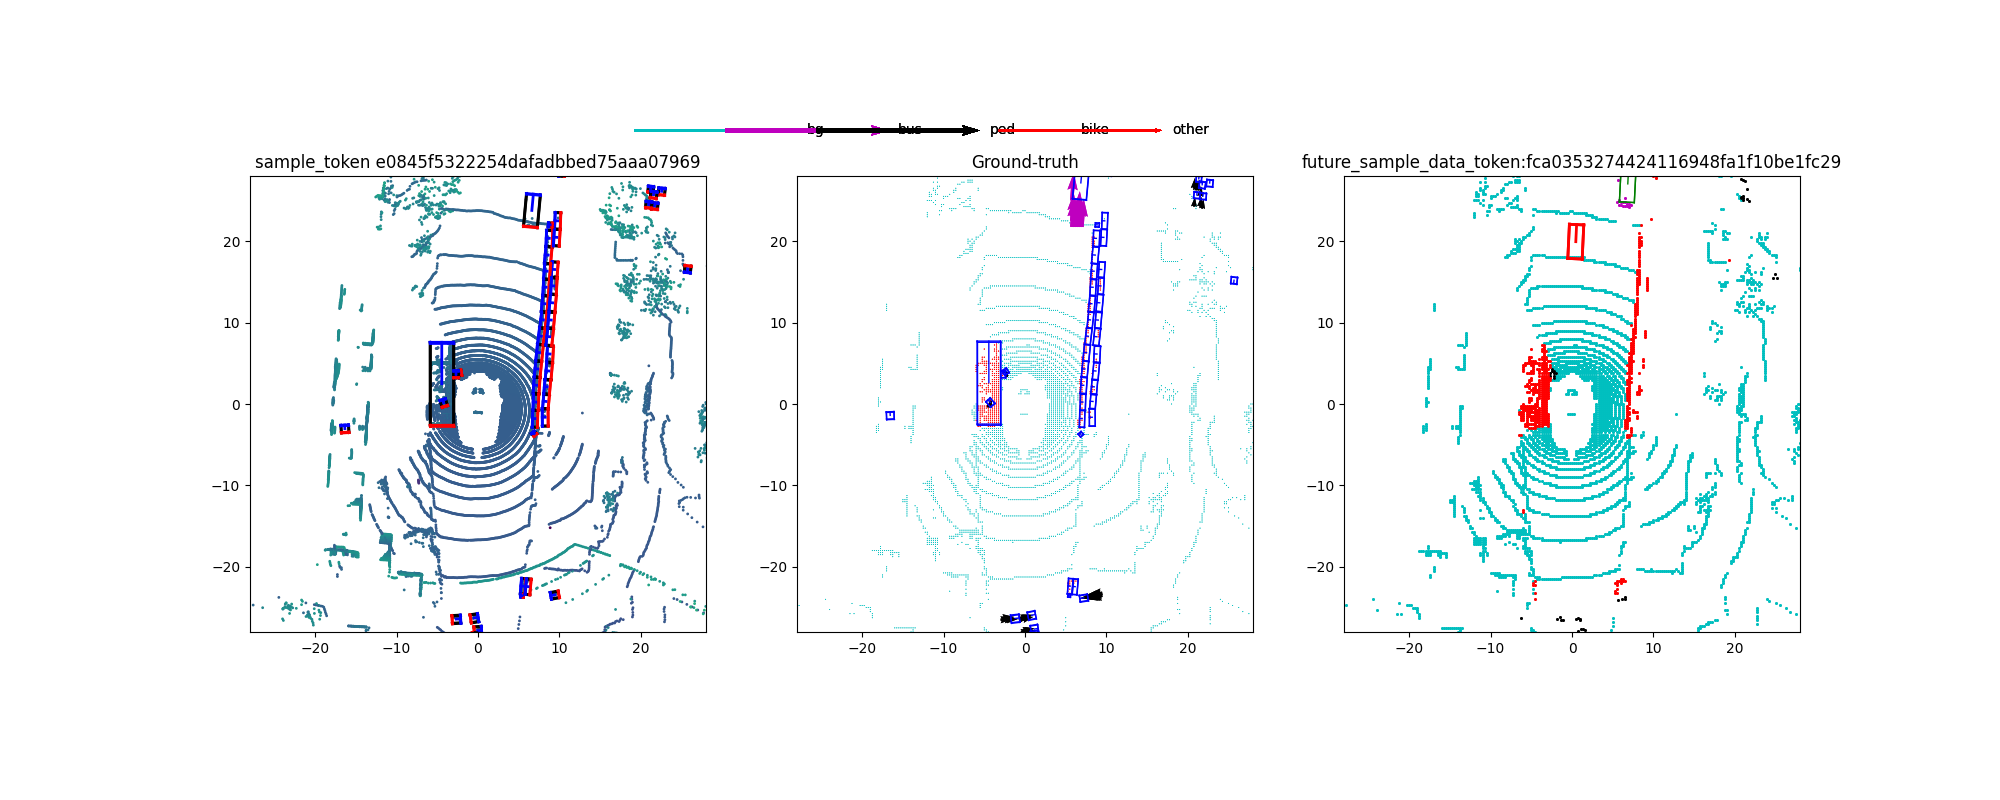 bg bus ped bike other
sample_token e0845f5322254dafadbbed75aaa07969
Ground-truth
future_sample_data_token:fca0353274424116948fa1f10be1fc29
20
10
0
−10
−20
−20 −10 0 10 20
20
10
0
−10
−20
−20 −10 0 10 20
20
10
0
−10
−20
−20 −10 0 10 20